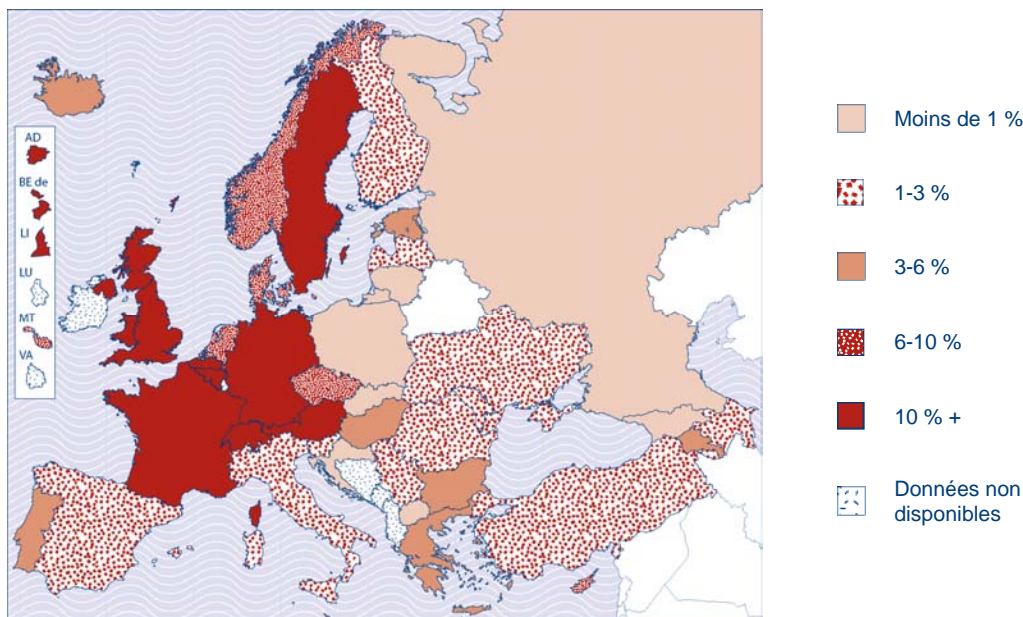 AD
BE de
LI
LU
MT
VA
Moins de 1 %
1-3 %
3-6 %
6-10 %
10 % +
Données non
disponibles